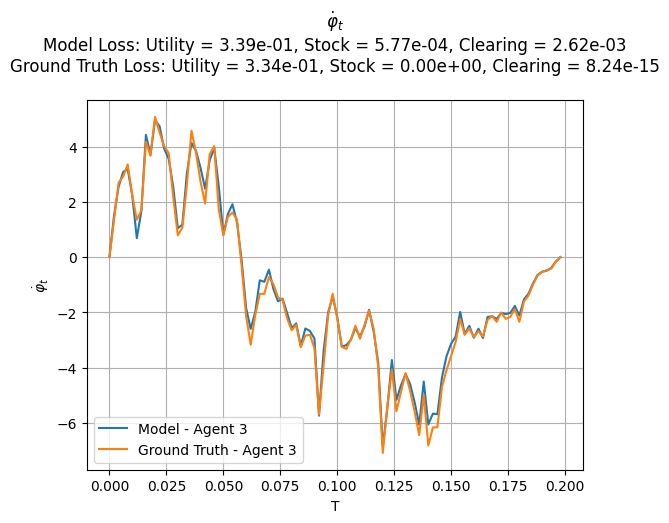 φ̇ₜ
Model Loss: Utility = 3.39e-01, Stock = 5.77e-04, Clearing = 2.62e-03
Ground Truth Loss: Utility = 3.34e-01, Stock = 0.00e+00, Clearing = 8.24e-15
4
2
0
−2
−4
−6
φ̇ₜ
Model - Agent 3
Ground Truth - Agent 3
0.000 0.025 0.050 0.075 0.100 0.125 0.150 0.175 0.200
T